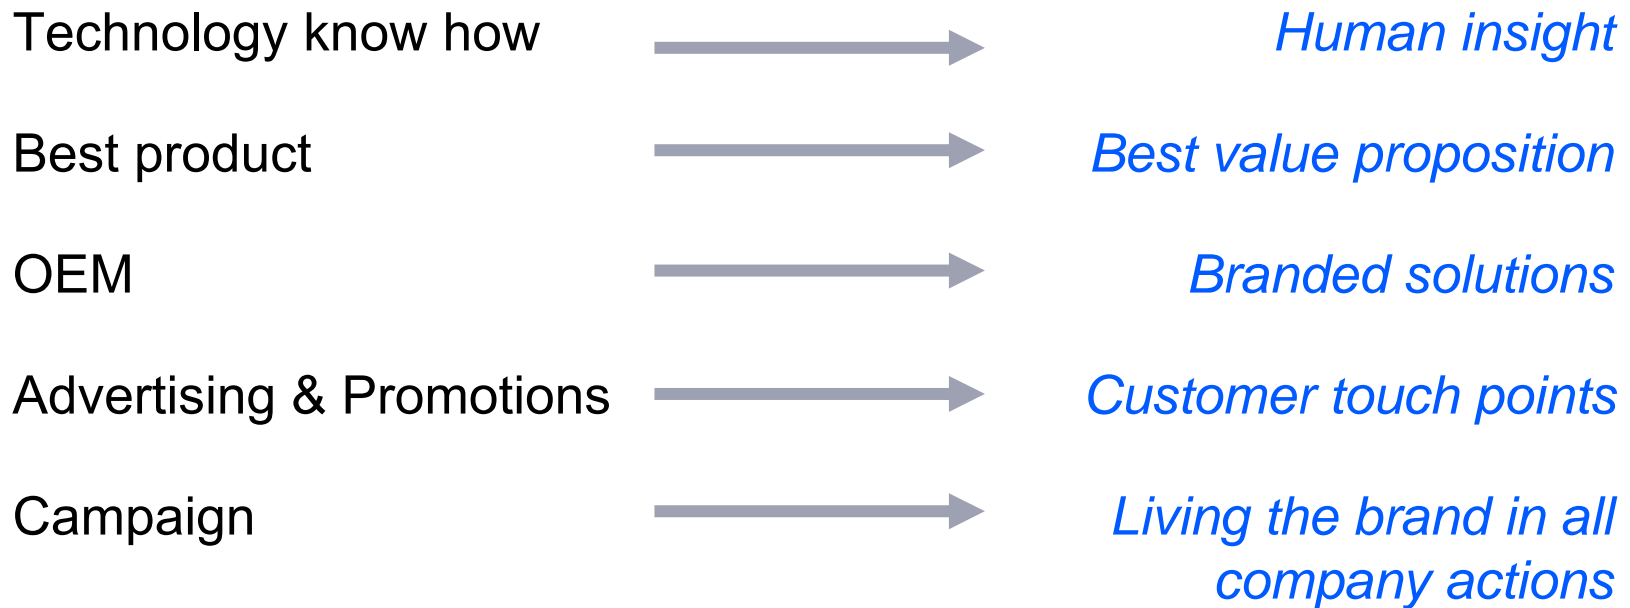 Technology know how Human insight
Best product Best value proposition
OEM Branded solutions
Advertising & Promotions Customer touch points
Campaign Living the brand in all
company actions